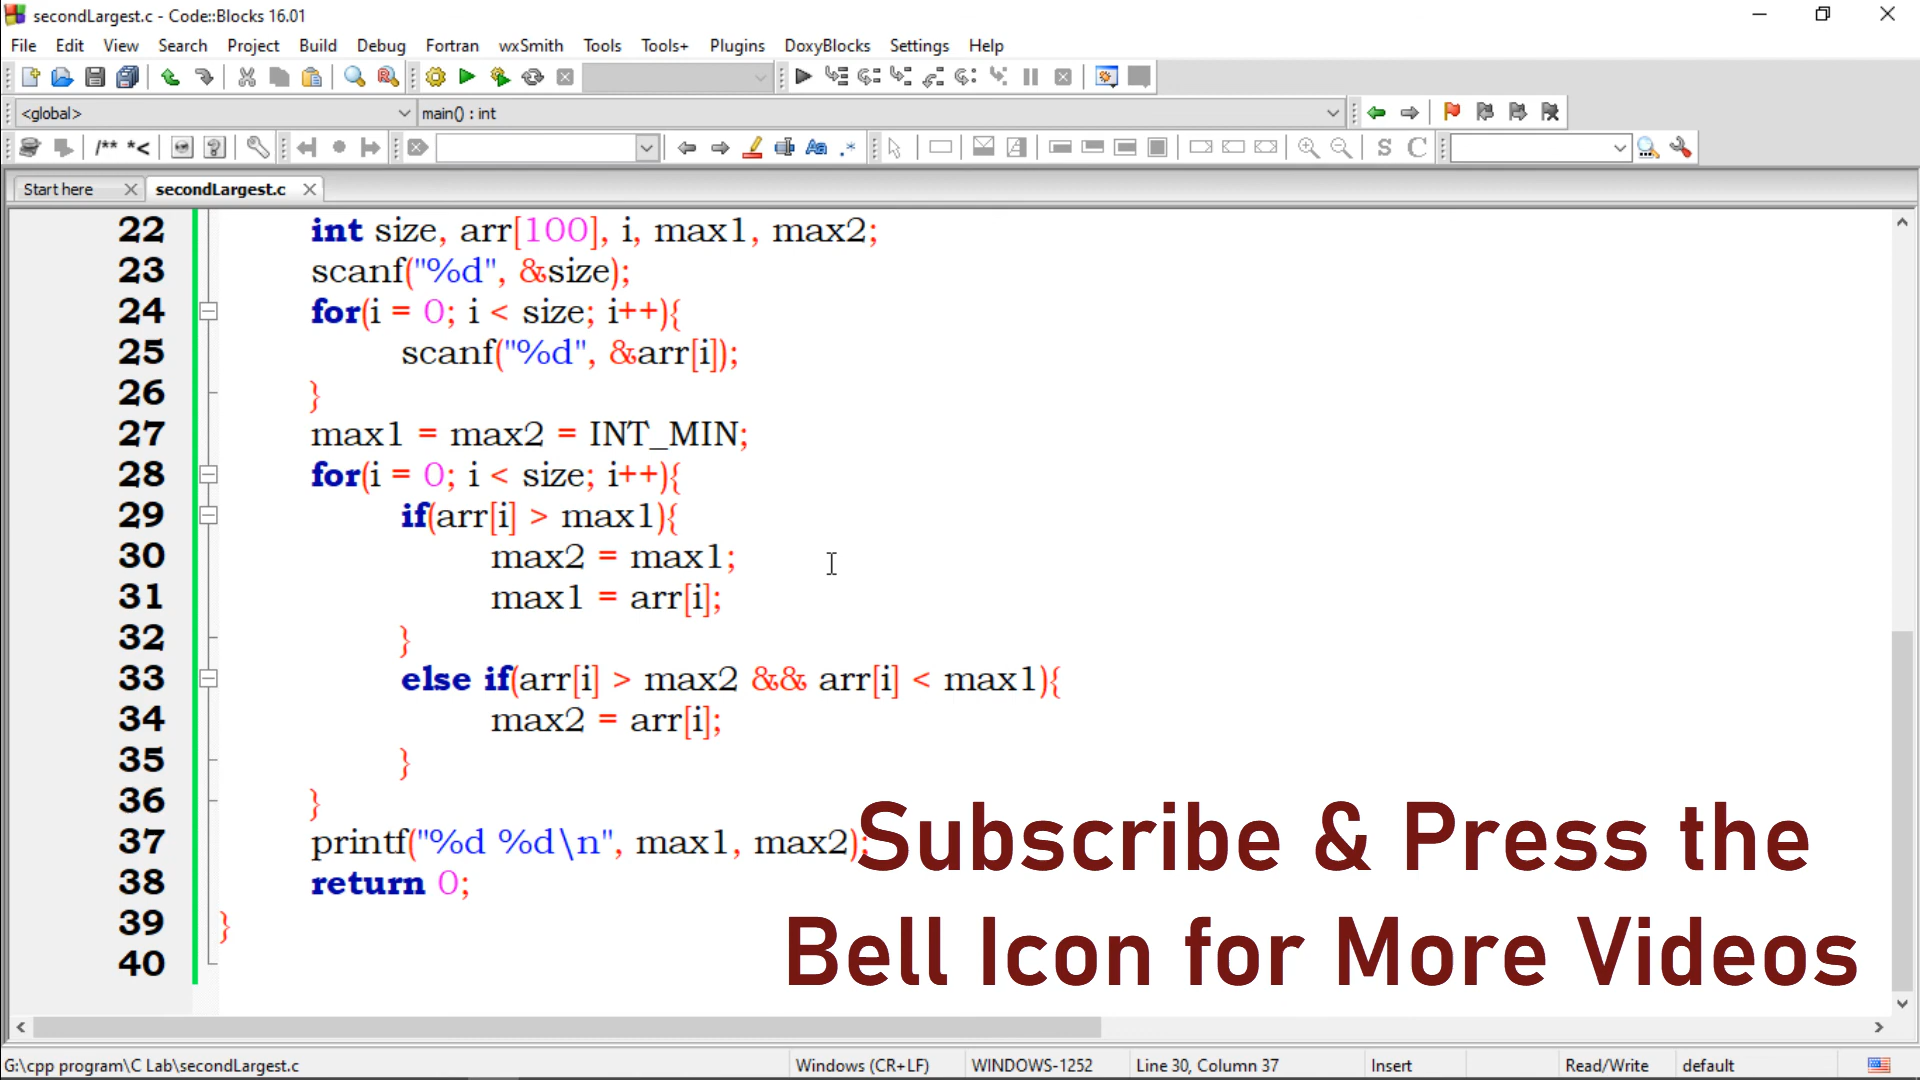 secondLargest.c - Code::Blocks 16.01
File Edit View Search Project Build Debug Fortran wxSmith Tools Tools+ Plugins DoxyBlocks Settings Help
<global> main() : int
/** *<
S C
Start here secondLargest.c
22 int size, arr[100], i, max1, max2;
23 scanf("%d", &size);
24 for(i = 0; i < size; i++){
25 scanf("%d", &arr[i]);
26 }
27 max1 = max2 = INT_MIN;
28 for(i = 0; i < size; i++){
29 if(arr[i] > max1){
30 max2 = max1;
31 max1 = arr[i];
32 }
33 else if(arr[i] > max2 && arr[i] < max1){
34 max2 = arr[i];
35 }
36 }
37 printf("%d %d\n", max1, max2);
38 return 0;
39 }
40
Subscribe & Press the
Bell Icon for More Videos
G:\cpp program\C Lab\secondLargest.c Windows (CR+LF) WINDOWS-1252 Line 30, Column 37 Insert Read/Write default